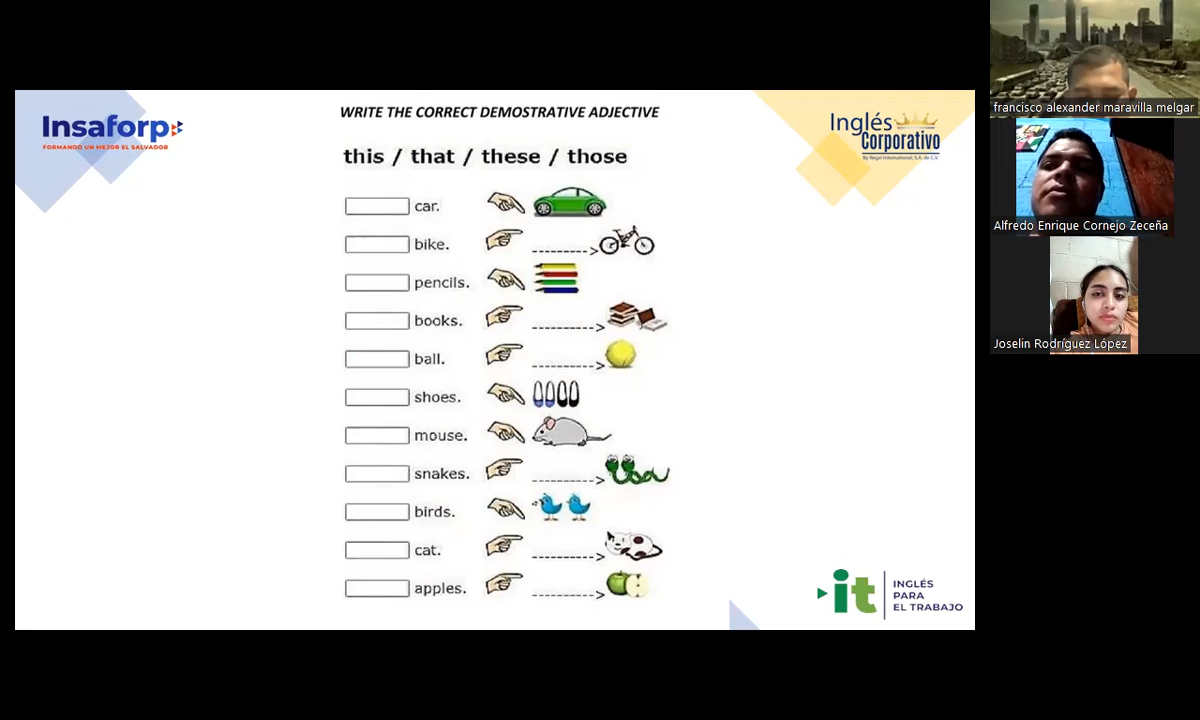 Insaforp
FORMANDO UN MEJOR EL SALVADOR
WRITE THE CORRECT DEMOSTRATIVE ADJECTIVE
Inglés
Corporativo
By Regal International, S.A. de C.V.
this / that / these / those
car.
bike.
pencils.
books.
ball.
shoes.
mouse.
snakes.
birds.
cat.
apples.
it
INGLÉS
PARA
EL TRABAJO
francisco alexander maravilla melgar
Alfredo Enrique Cornejo Zeceña
Joselin Rodríguez López